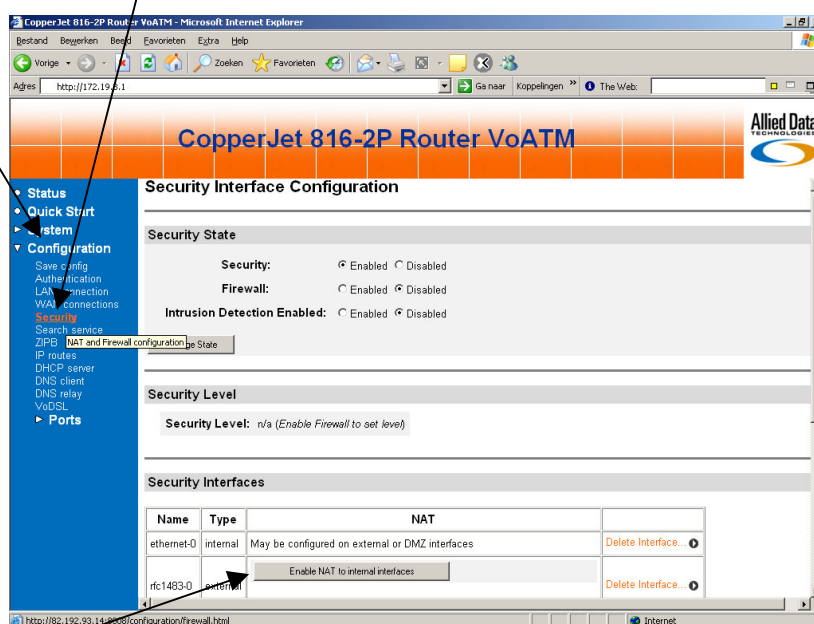 CopperJet 816-2P Router VoATM - Microsoft Internet Explorer
Bestand Bewerken Beeld Favorieten Extra Help
Vorige Zoeken Favorieten
Adres http://172.19.3.1 Ga naar Koppelingen » The Web:
CopperJet 816-2P Router VoATM
Allied Data
TECHNOLOGIES
Status
Quick Start
System
Configuration
Save config
Authentication
LAN connection
WAN connections
Security
Search service
ZIPB
NAT and Firewall configuration
IP routes
DHCP server
DNS client
DNS relay
VoDSL
Ports
Security Interface Configuration
Security State
Security: Enabled Disabled
Firewall: Enabled Disabled
Intrusion Detection Enabled: Enabled Disabled
State
Security Level
Security Level: n/a (Enable Firewall to set level)
Security Interfaces
Name Type NAT
ethernet-0 internal May be configured on external or DMZ interfaces Delete Interface...
rfc1483-0 external Enable NAT to internal interfaces Delete Interface...
Internet